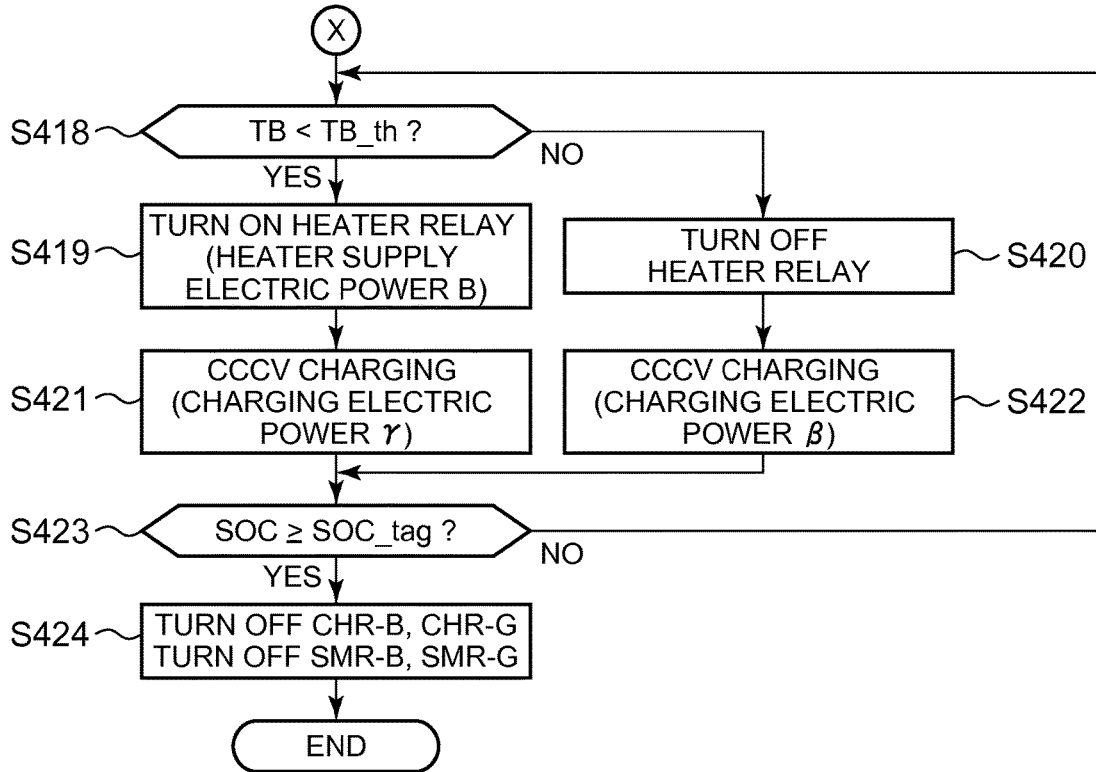 X
S418
TB < TB_th ?
NO
YES
S419
TURN ON HEATER RELAY
(HEATER SUPPLY
ELECTRIC POWER B)
TURN OFF
HEATER RELAY
S420
S421
CCCV CHARGING
(CHARGING ELECTRIC
POWER γ)
CCCV CHARGING
(CHARGING ELECTRIC
POWER β)
S422
S423
SOC ≥ SOC_tag ?
NO
YES
S424
TURN OFF CHR-B, CHR-G
TURN OFF SMR-B, SMR-G
END